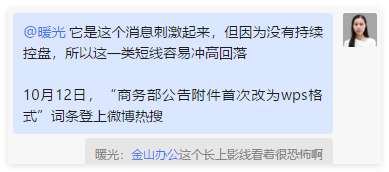 @暖光 它是这个消息刺激起来，但因为没有持续
控盘，所以这一类短线容易冲高回落
10月12日，“商务部公告附件首次改为wps格
式”词条登上微博热搜
暖光：金山办公这个长上影线看着很恐怖啊